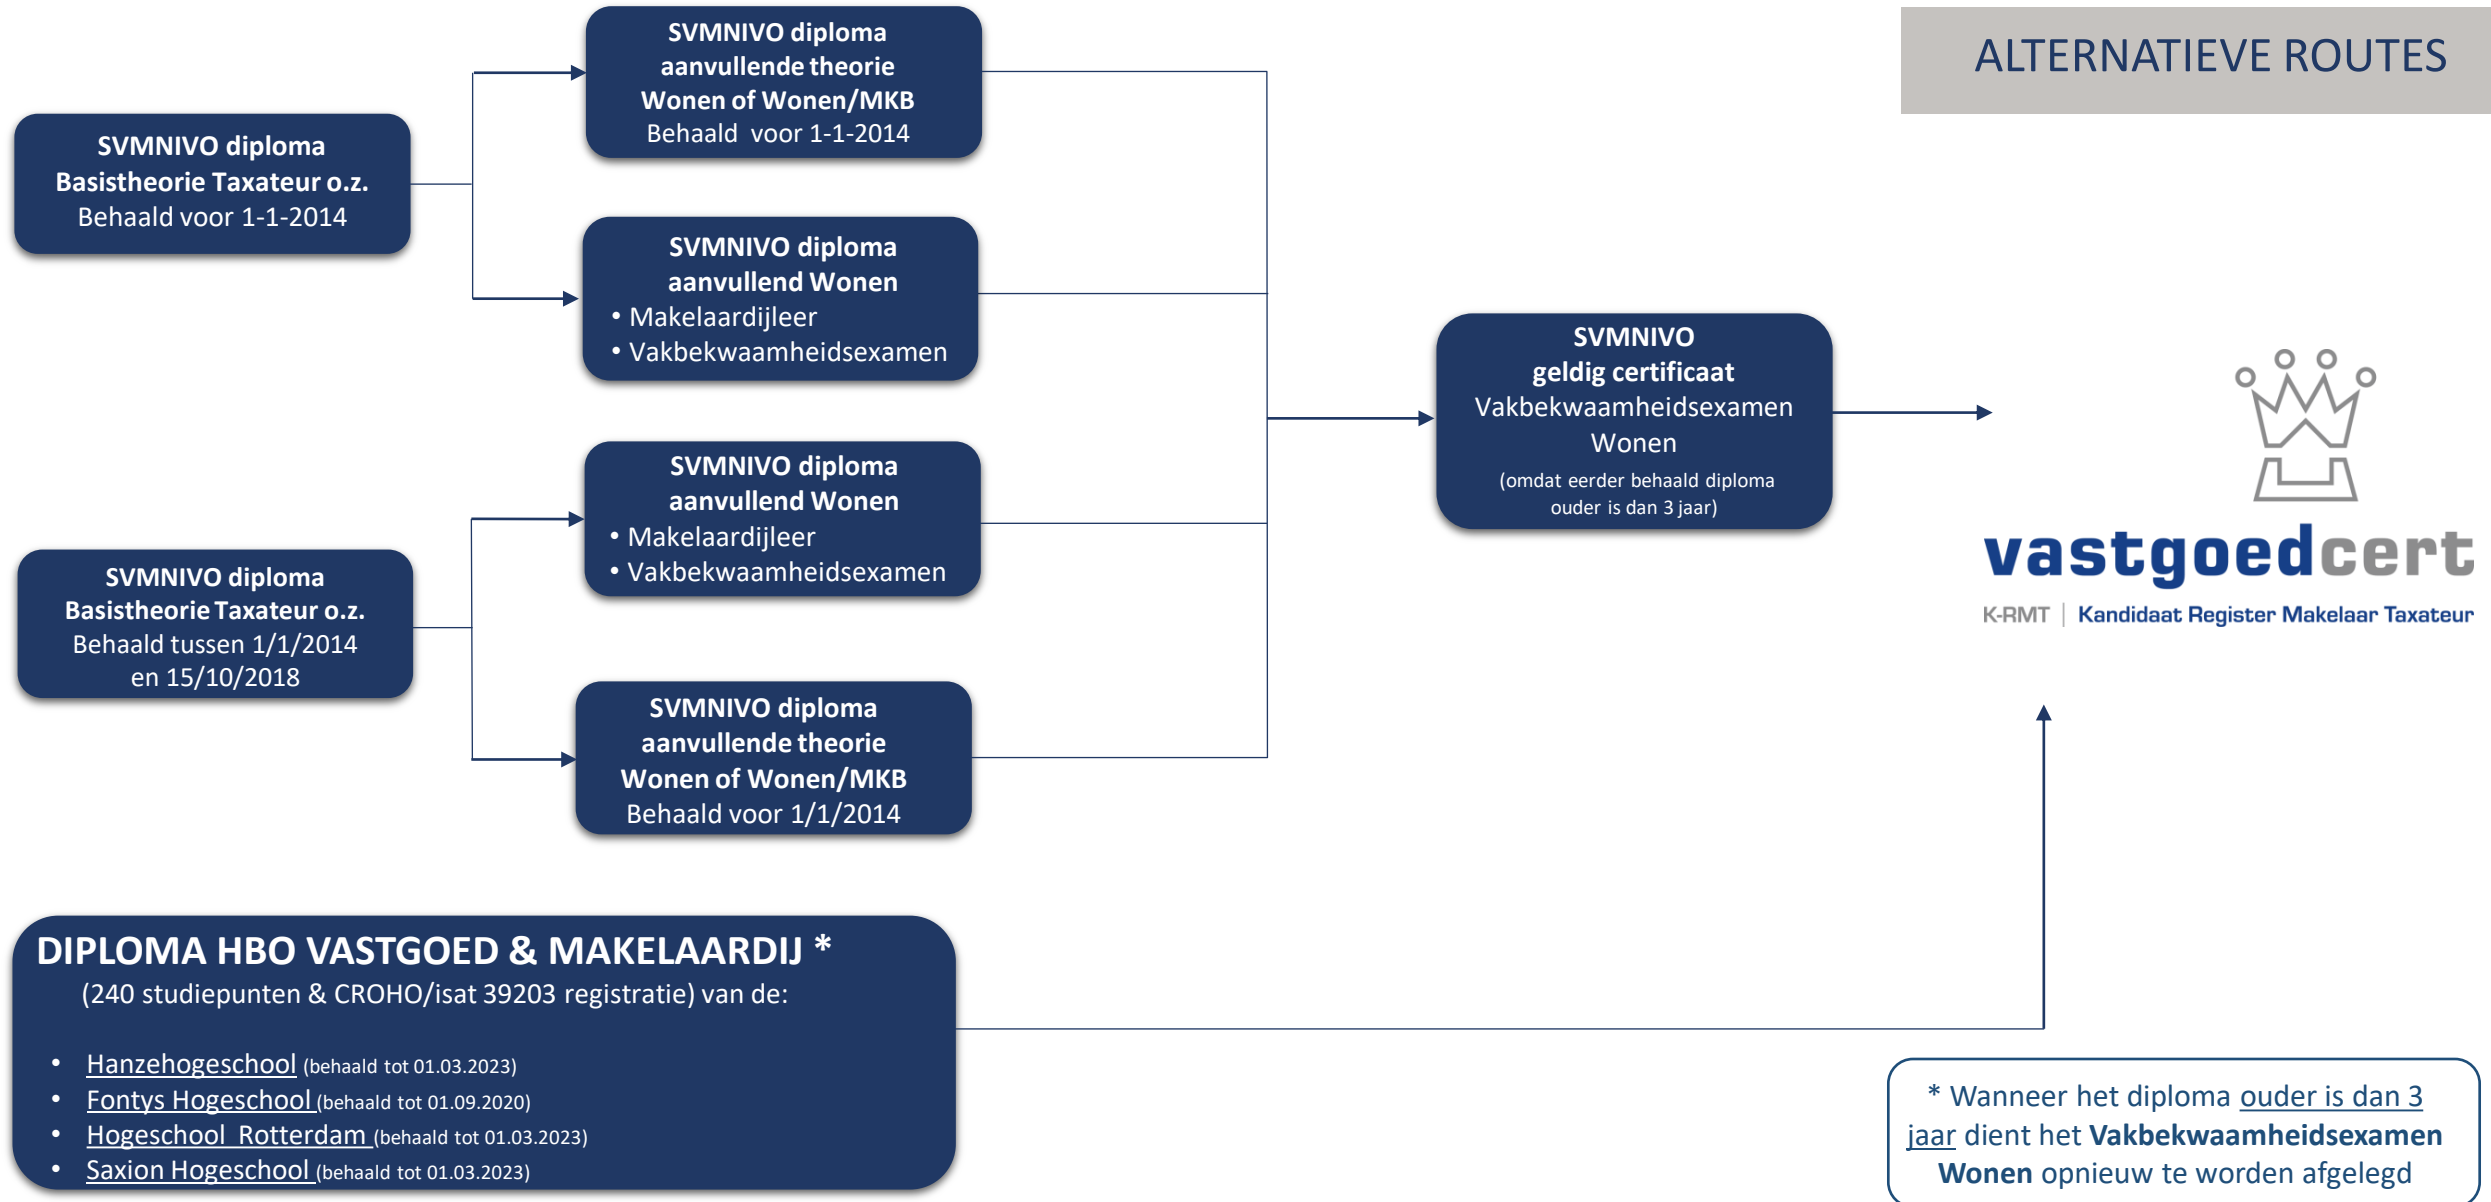 ALTERNATIEVE ROUTES
SVMNIVO diploma
Basistheorie Taxateur o.z.
Behaald voor 1-1-2014
SVMNIVO diploma
aanvullende theorie
Wonen of Wonen/MKB
Behaald voor 1-1-2014
SVMNIVO diploma
aanvullend Wonen
• Makelaardijleer
• Vakbekwaamheidsexamen
SVMNIVO diploma
Basistheorie Taxateur o.z.
Behaald tussen 1/1/2014
en 15/10/2018
SVMNIVO diploma
aanvullend Wonen
• Makelaardijleer
• Vakbekwaamheidsexamen
SVMNIVO diploma
aanvullende theorie
Wonen of Wonen/MKB
Behaald voor 1/1/2014
SVMNIVO
geldig certificaat
Vakbekwaamheidsexamen
Wonen
(omdat eerder behaald diploma
ouder is dan 3 jaar)
vastgoedcert
K-RMT | Kandidaat Register Makelaar Taxateur
DIPLOMA HBO VASTGOED & MAKELAARDIJ *
(240 studiepunten & CROHO/isat 39203 registratie) van de:
• Hanzehogeschool (behaald tot 01.03.2023)
• Fontys Hogeschool (behaald tot 01.09.2020)
• Hogeschool Rotterdam (behaald tot 01.03.2023)
• Saxion Hogeschool (behaald tot 01.03.2023)
* Wanneer het diploma ouder is dan 3
jaar dient het Vakbekwaamheidsexamen
Wonen opnieuw te worden afgelegd